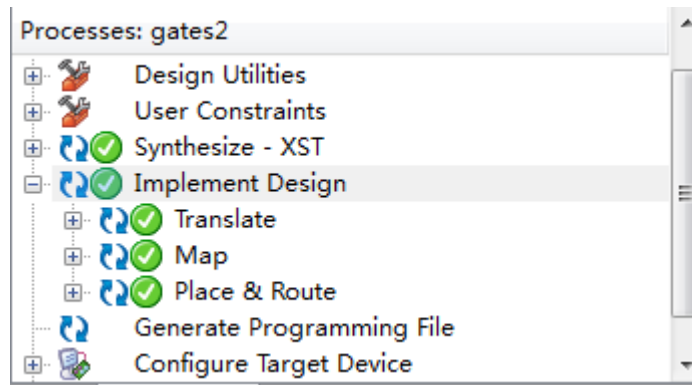 Processes: gates2
Design Utilities
User Constraints
Synthesize - XST
Implement Design
Translate
Map
Place & Route
Generate Programming File
Configure Target Device